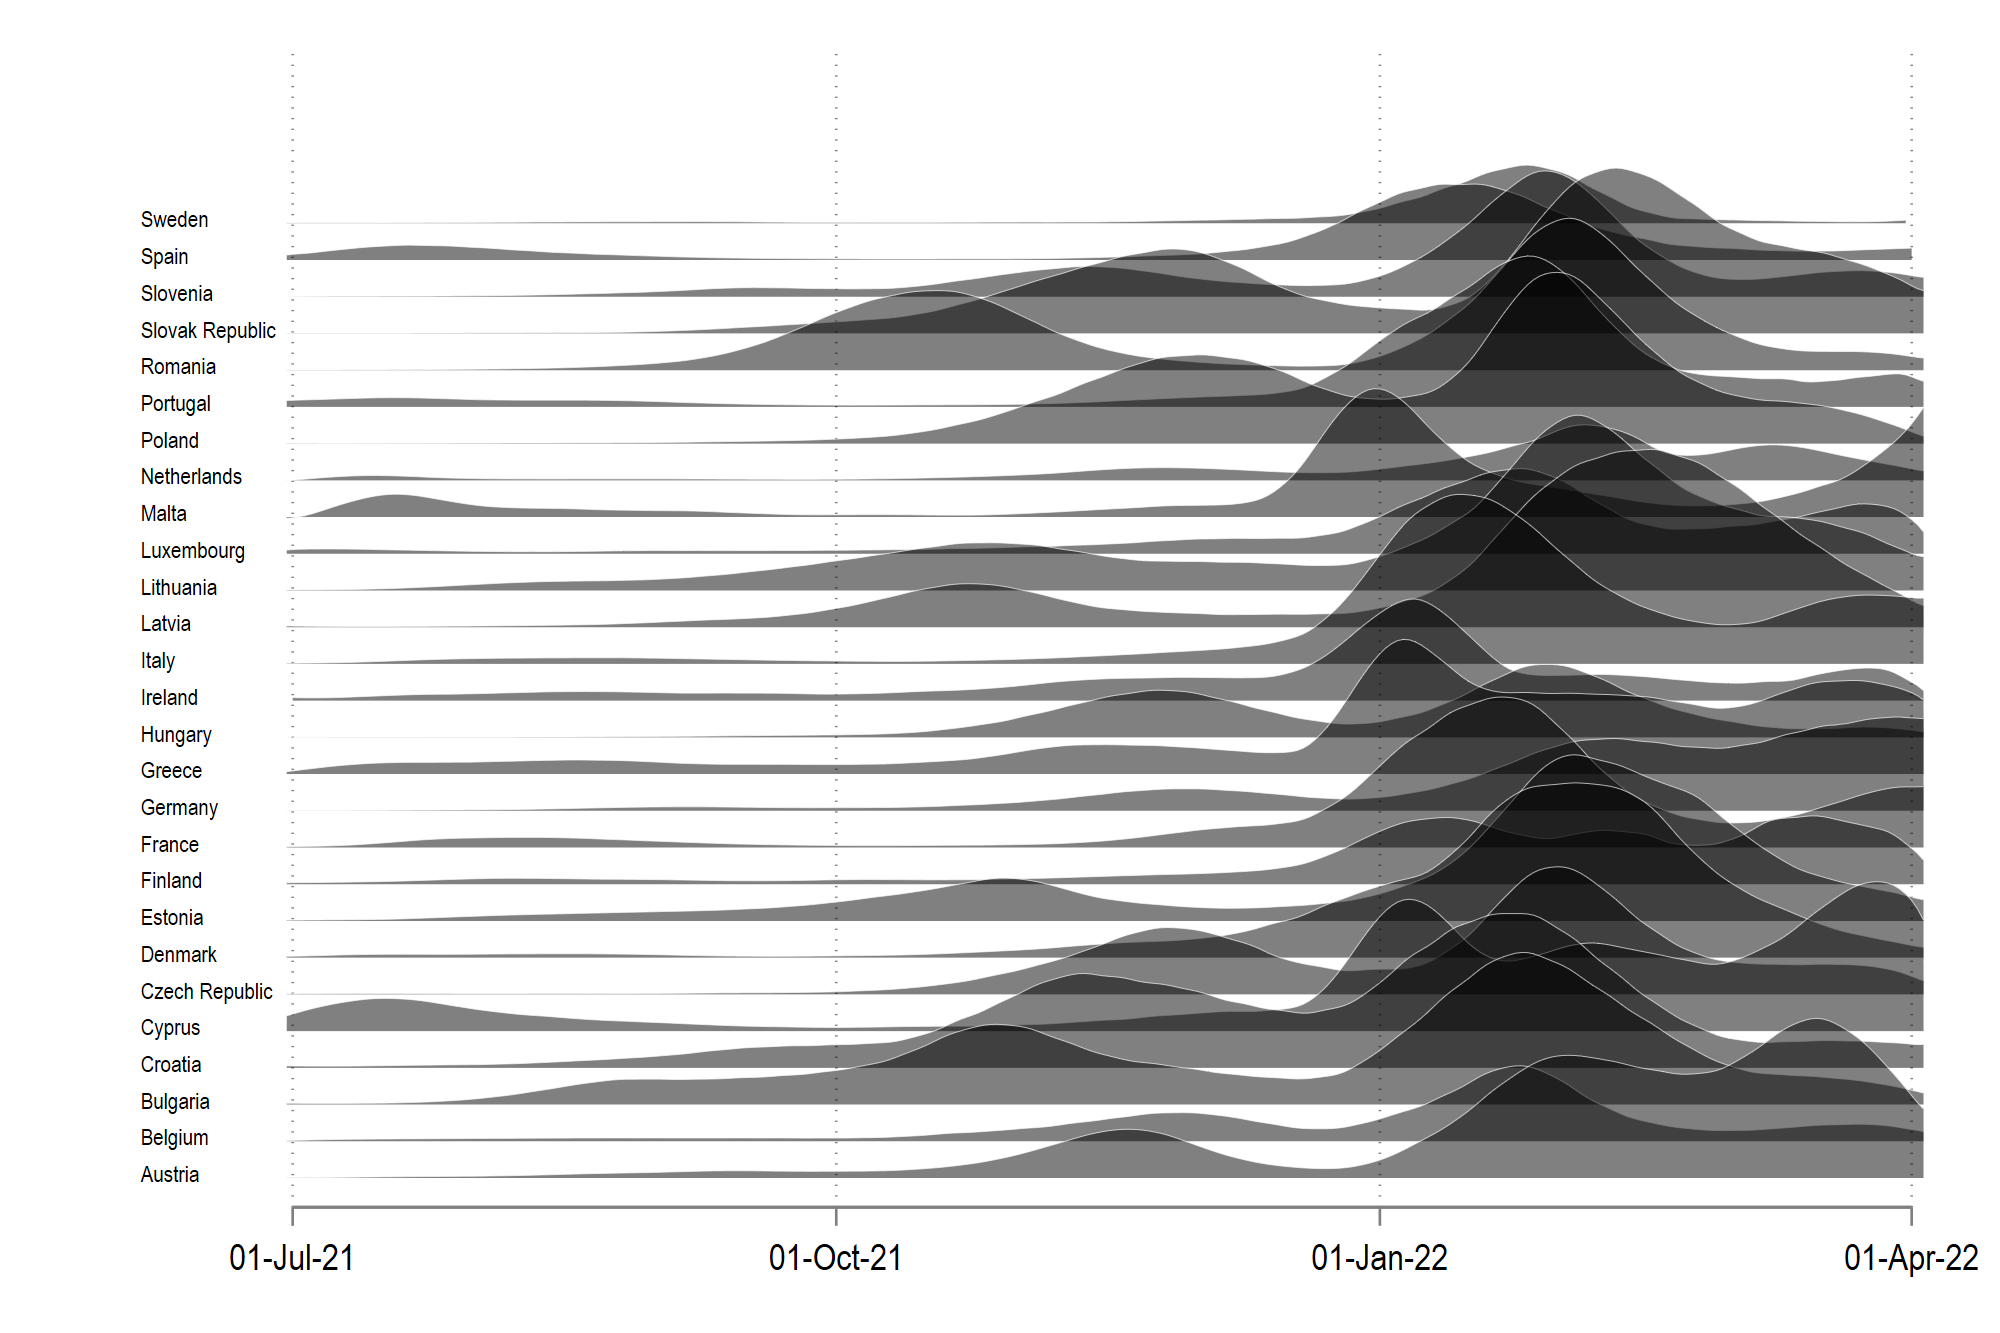 Sweden
Spain
Slovenia
Slovak Republic
Romania
Portugal
Poland
Netherlands
Malta
Luxembourg
Lithuania
Latvia
Italy
Ireland
Hungary
Greece
Germany
France
Finland
Estonia
Denmark
Czech Republic
Cyprus
Croatia
Bulgaria
Belgium
Austria
01-Jul-21 01-Oct-21 01-Jan-22 01-Apr-22